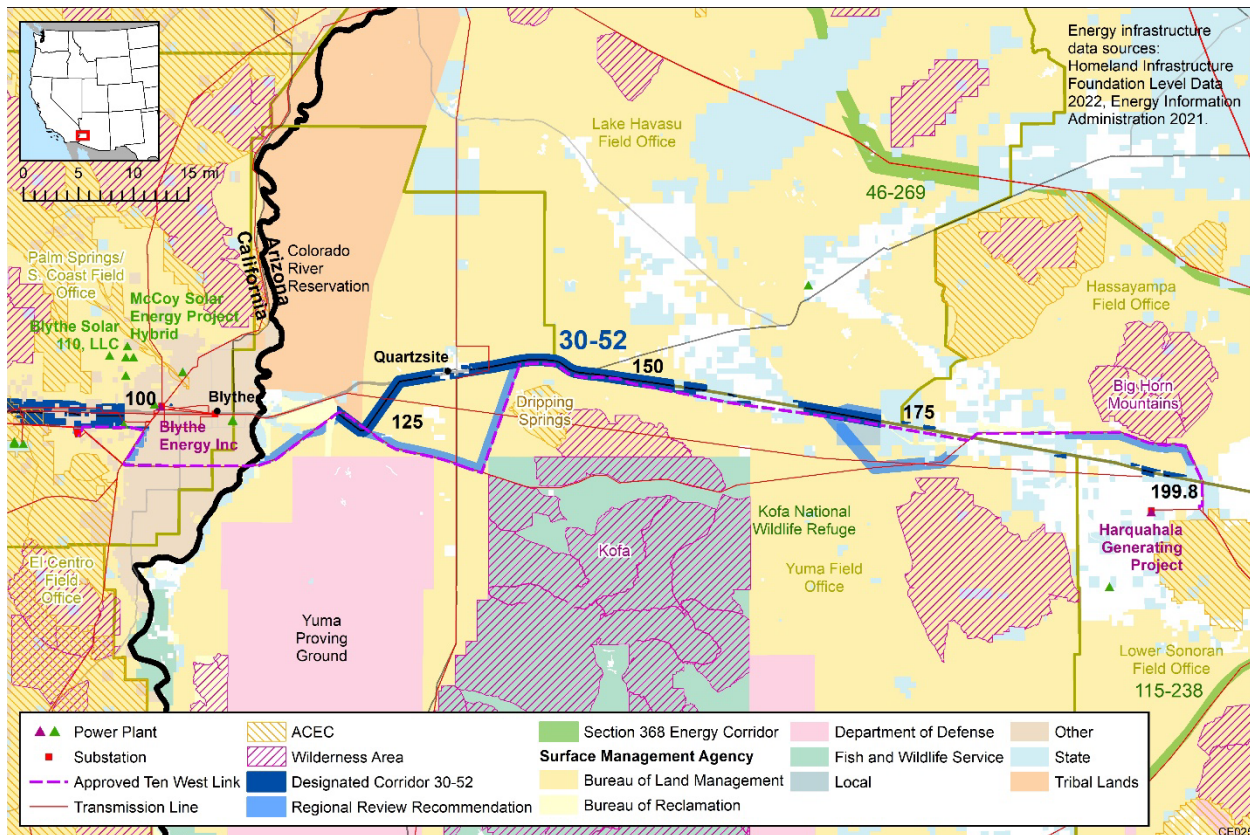 Energy infrastructure
data sources:
Homeland Infrastructure
Foundation Level Data
2022, Energy Information
Administration 2021.
0 5 10 15 mi
Lake Havasu
Field Office
46-269
Palm Springs/
S. Coast Field
Office
California
Arizona
Colorado
River
Reservation
Hassayampa
Field Office
McCoy Solar
Energy Project
Hybrid
Blythe Solar
110, LLC
30-52
Quartzsite
150
100
Blythe
Blythe
Energy Inc
125
Dripping
Springs
175
Big Horn
Mountains
199.8
Kofa National
Wildlife Refuge
Harquahala
Generating
Project
Kofa
El Centro
Field
Office
Yuma Field
Office
Yuma
Proving
Ground
Lower Sonoran
Field Office
115-238
Power Plant
Substation
Approved Ten West Link
Transmission Line
ACEC
Wilderness Area
Designated Corridor 30-52
Regional Review Recommendation
Section 368 Energy Corridor
Surface Management Agency
Bureau of Land Management
Bureau of Reclamation
Department of Defense
Fish and Wildlife Service
Local
Other
State
Tribal Lands